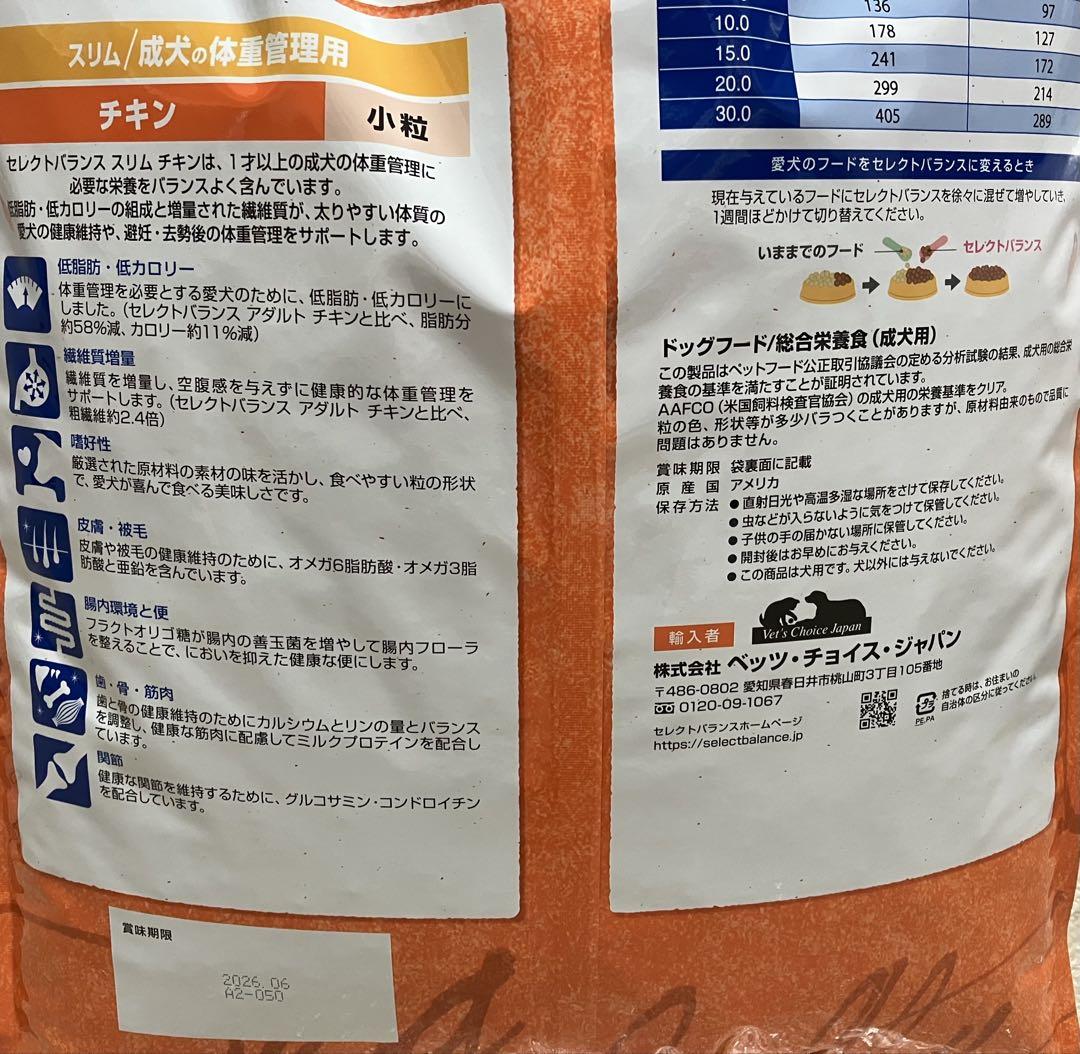 スリム/成犬の体重管理用
チキン
小粒
セレクトバランス スリム チキンは、1才以上の成犬の体重管理に
必要な栄養をバランスよく含んでいます。
低脂肪・低カロリーの組成と増量された繊維質が、太りやすい体質の
愛犬の健康維持や、避妊・去勢後の体重管理をサポートします。
低脂肪・低カロリー
体重管理を必要とする愛犬のために、低脂肪・低カロリーに
しました。(セレクトバランス アダルト チキンと比べ、脂肪分
約58%減、カロリー約11%減)
繊維質増量
繊維質を増量し、空腹感を与えずに健康的な体重管理を
サポートします。(セレクトバランス アダルト チキンと比べ、
粗繊維約2.4倍)
嗜好性
厳選された原材料の素材の味を活かし、食べやすい粒の形状
で、愛犬が喜んで食べる美味しさです。
皮膚・被毛
皮膚や被毛の健康維持のために、オメガ6脂肪酸・オメガ3脂
肪酸と亜鉛を含んでいます。
腸内環境と便
フラクトオリゴ糖が腸内の善玉菌を増やして腸内フローラ
を整えることで、においを抑えた健康な便にします。
歯・骨・筋肉
歯と骨の健康維持のためにカルシウムとリンの量とバランス
を調整し、健康な筋肉に配慮してミルクプロテインを配合し
ています。
関節
健康な関節を維持するために、グルコサミン・コンドロイチン
を配合しています。
賞味期限
2026.06
A2-050
136 97
10.0 178 127
15.0 241 172
20.0 299 214
30.0 405 289
愛犬のフードをセレクトバランスに変えるとき
現在与えているフードにセレクトバランスを徐々に混ぜて増やしていき、
1週間ほどかけて切り替えてください。
いままでのフード
セレクトバランス
ドッグフード/総合栄養食(成犬用)
この製品はペットフード公正取引協議会の定める分析試験の結果、成犬用の総合栄
養食の基準を満たすことが証明されています。
AAFCO(米国飼料検査官協会)の成犬用の栄養基準をクリア。
粒の色、形状等が多少バラつくことがありますが、原材料由来のもので品質に
問題はありません。
賞味期限 袋裏面に記載
原産国 アメリカ
保存方法 ●直射日光や高温多湿な場所をさけて保存してください。
●虫などが入らないように気をつけて保管してください。
●子供の手の届かない場所に保管してください。
●開封後はお早めにお与えください。
●この商品は犬用です。犬以外には与えないでください。
Vet's Choice Japan
輸入者
株式会社 ベッツ・チョイス・ジャパン
〒486-0802 愛知県春日井市桃山町3丁目105番地
0120-09-1067
セレクトバランスホームページ
https://selectbalance.jp
プラ
PE,PA
捨てる時は、お住まいの
自治体の区分に従ってください。